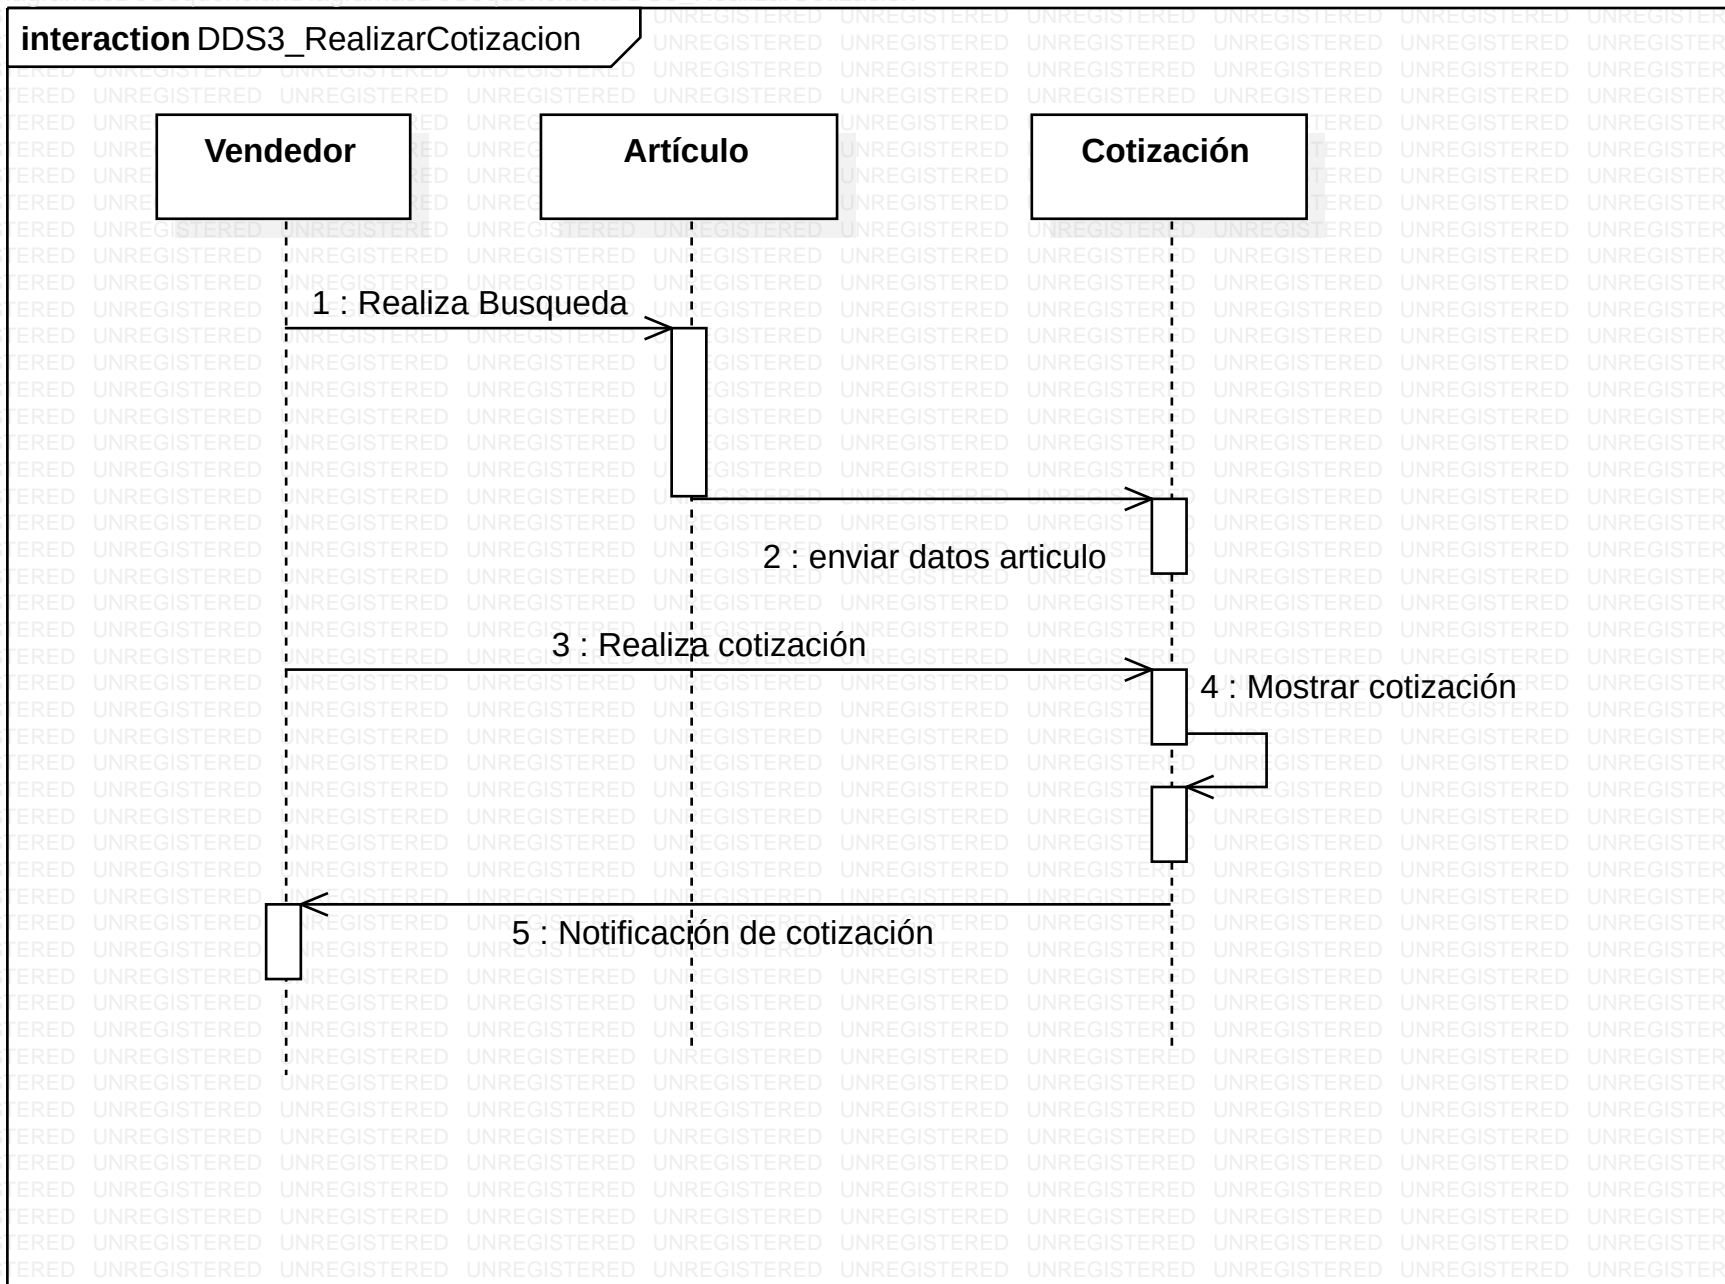 interaction DDS3_RealizarCotizacion
Vendedor
Artículo
Cotización
1 : Realiza Busqueda
2 : enviar datos articulo
3 : Realiza cotización
4 : Mostrar cotización
5 : Notificación de cotización
UNREGISTERED